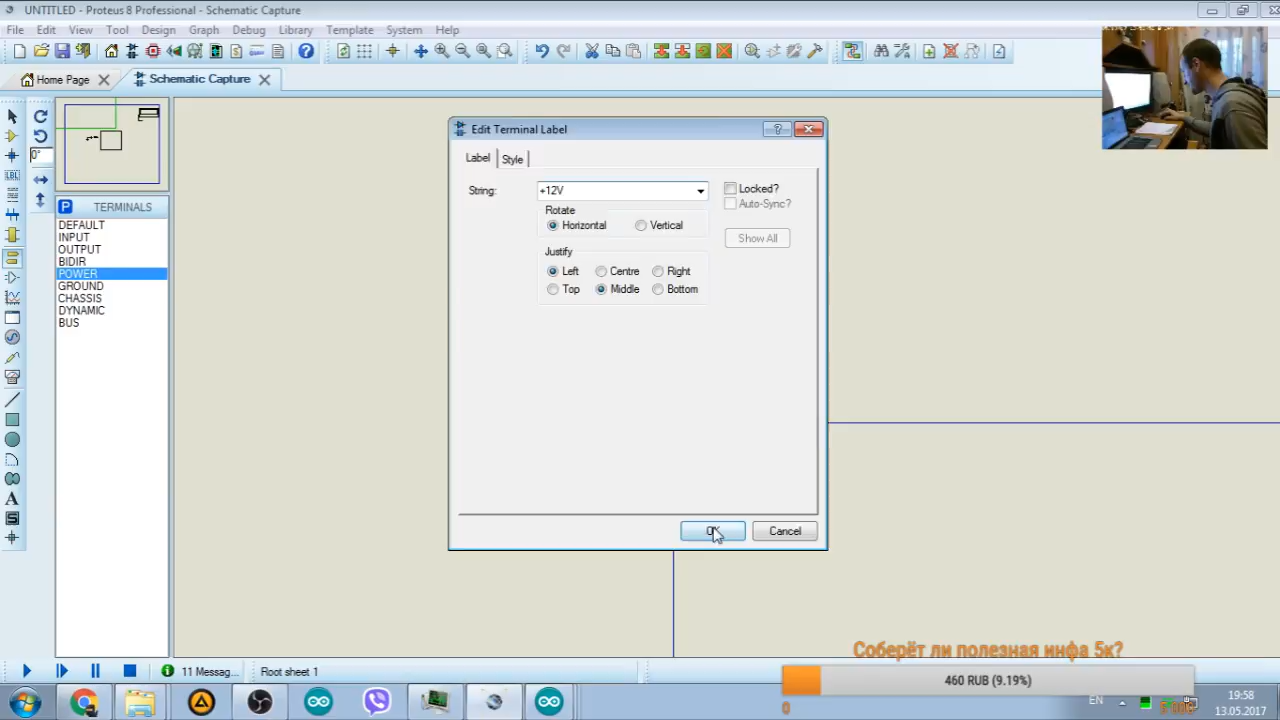 UNTITLED - Proteus 8 Professional - Schematic Capture
File Edit View Tool Design Graph Debug Library Template System Help
Home Page Schematic Capture
Edit Terminal Label
Label Style
String: +12V Locked?
Auto-Sync?
Rotate
Horizontal Vertical
Show All
Justify
Left Centre Right
Top Middle Bottom
OK Cancel
0°
LBL
P TERMINALS
DEFAULT
INPUT
OUTPUT
BIDIR
POWER
GROUND
CHASSIS
DYNAMIC
BUS
A
S
11 Messag... Root sheet 1
Соберёт ли полезная инфа 5к?
460 RUB (9.19%)
0
EN
19:58
13.05.2017